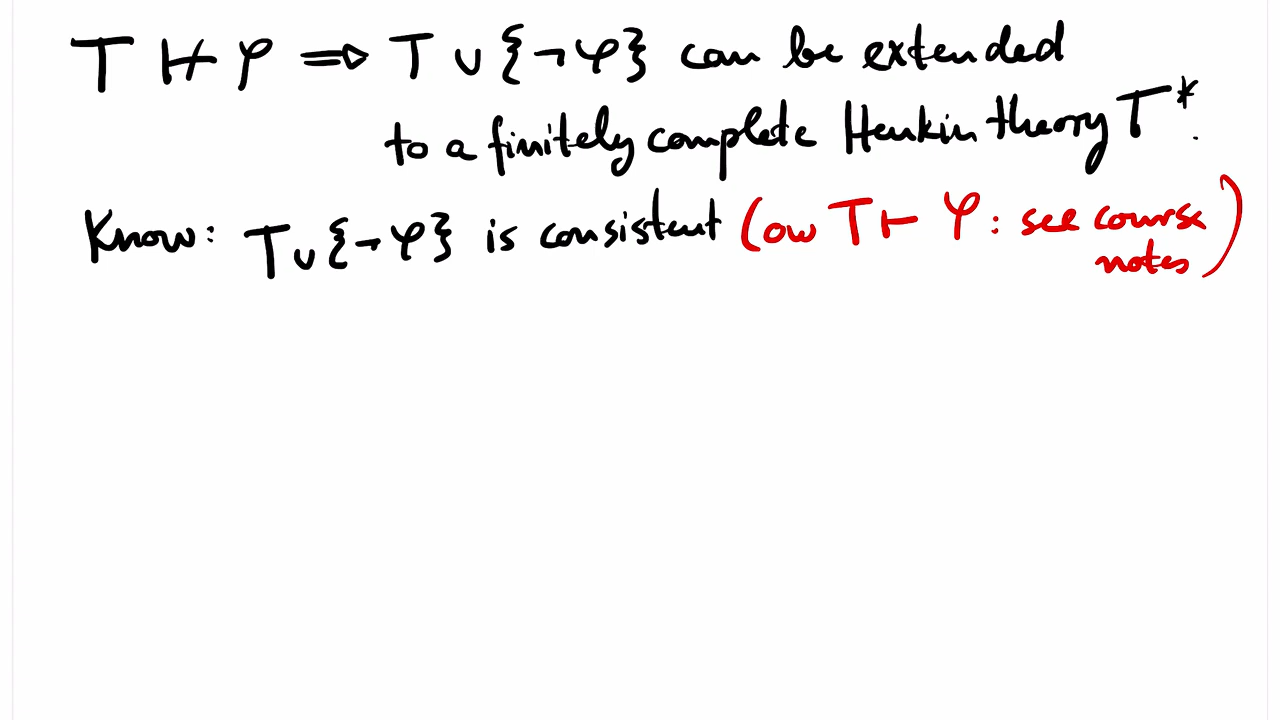 T ⊬ φ ⇒ T ∪ {¬φ} can be extended
to a finitely complete Henkin theory T*.
Know: T ∪ {¬φ} is consistent (ow T ⊢ φ: see course
notes)